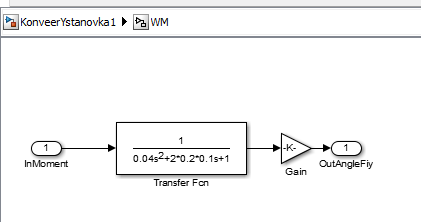 KonveerYstanovka1 WM
1
InMoment
1
0.04s2+2*0.2*0.1s+1
Transfer Fcn
-K-
Gain
1
OutAngleFiy